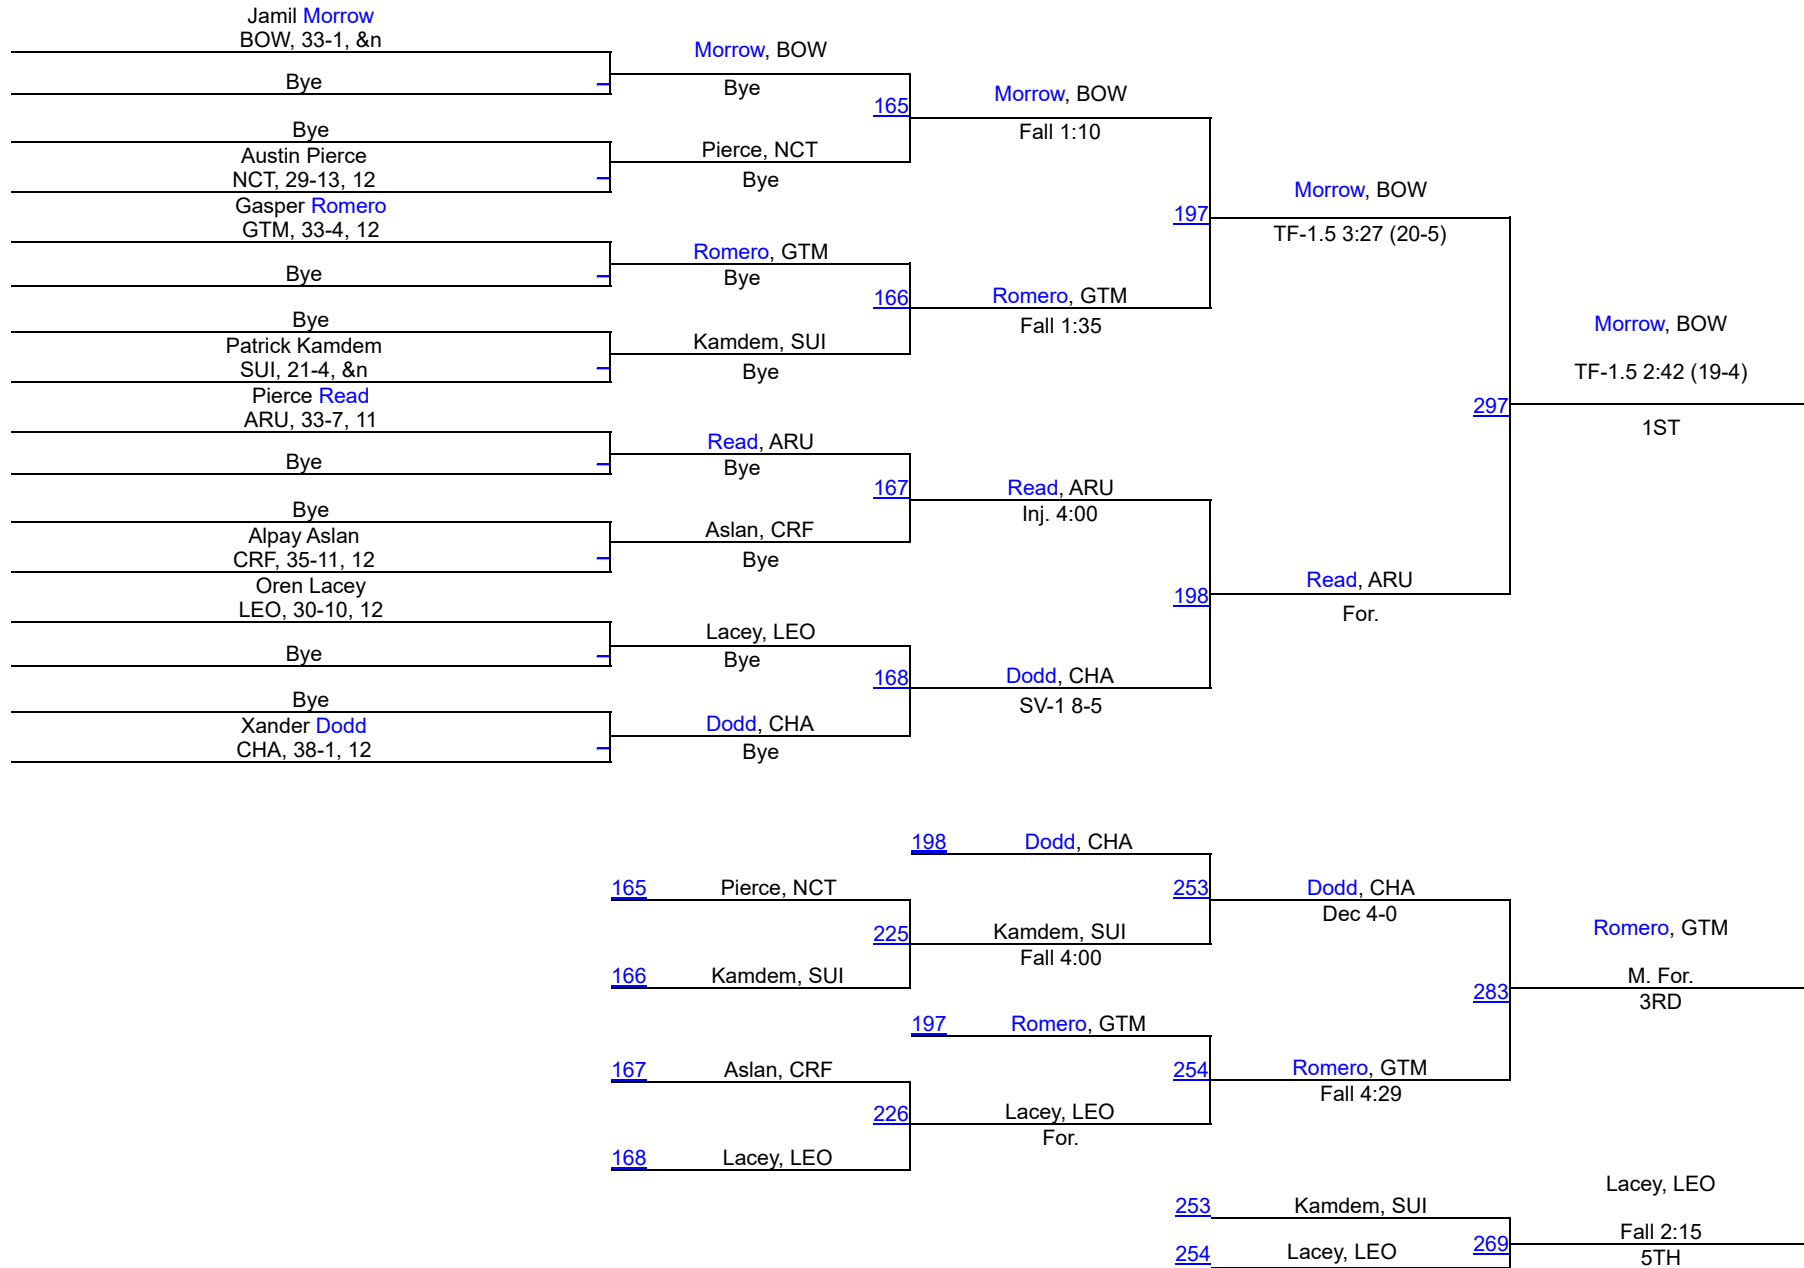 Jamil Morrow
BOW, 33-1, &n
Bye
Bye
Austin Pierce
NCT, 29-13, 12
Gasper Romero
GTM, 33-4, 12
Bye
Bye
Patrick Kamdem
SUI, 21-4, &n
Pierce Read
ARU, 33-7, 11
Bye
Bye
Alpay Aslan
CRF, 35-11, 12
Oren Lacey
LEO, 30-10, 12
Bye
Bye
Xander Dodd
CHA, 38-1, 12
Morrow, BOW
Bye
165
Pierce, NCT
Bye
Romero, GTM
Bye
166
Kamdem, SUI
Bye
Read, ARU
Bye
167
Aslan, CRF
Bye
Lacey, LEO
Bye
168
Dodd, CHA
Bye
Morrow, BOW
Fall 1:10
197
Romero, GTM
Fall 1:35
Read, ARU
Inj. 4:00
198
Dodd, CHA
SV-1 8-5
Morrow, BOW
TF-1.5 3:27 (20-5)
297
Read, ARU
For.
Morrow, BOW
TF-1.5 2:42 (19-4)
1ST
198 Dodd, CHA
165 Pierce, NCT
225
166 Kamdem, SUI
Kamdem, SUI
Fall 4:00
253
197 Romero, GTM
167 Aslan, CRF
226
168 Lacey, LEO
Lacey, LEO
For.
254
Dodd, CHA
Dec 4-0
283
Romero, GTM
Fall 4:29
Romero, GTM
M. For.
3RD
253 Kamdem, SUI
254 Lacey, LEO
269
Lacey, LEO
Fall 2:15
5TH